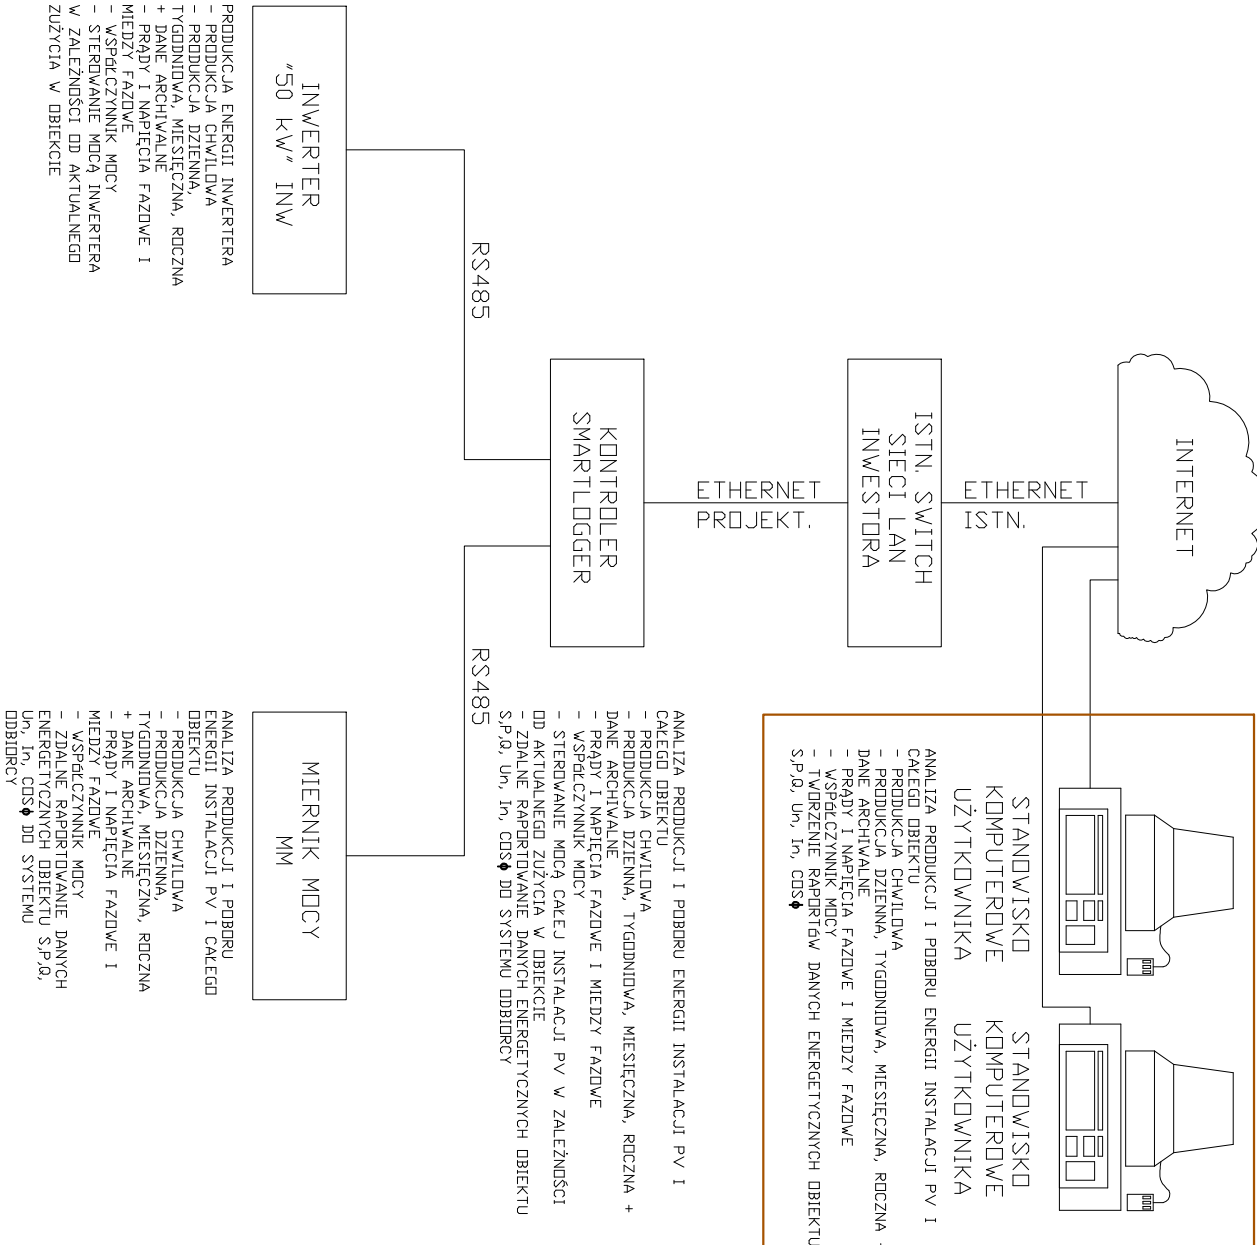 INTERNET
ETHERNET
ISTN.
ISTN. SWITCH
SIECI LAN
INWESTORA
ETHERNET
PROJEKT.
KONTROLER
SMARTLOGGER
RS485
RS485
INWERTER
"50 kW" INW
PRODUKCJA ENERGII INWERTERA
- PRODUKCJA CHWILOWA
- PRODUKCJA DZIENNA,
TYGODNIOWA, MIESIĘCZNA, ROCZNA
+ DANE ARCHIWALNE
- PRĄDY I NAPIĘCIA FAZOWE I
MIEDZY FAZOWE
- WSPÓŁCZYNNIK MOCY
- STEROWANIE MOCĄ INWERTERA
W ZALEŻNOŚCI OD AKTUALNEGO
ZUŻYCIA W OBIEKCIE
MIERNIK MOCY
MM
ANALIZA PRODUKCJI I POBORU
ENERGII INSTALACJI PV I CAŁEGO
OBIEKTU
- PRODUKCJA CHWILOWA
- PRODUKCJA DZIENNA,
TYGODNIOWA, MIESIĘCZNA, ROCZNA
+ DANE ARCHIWALNE
- PRĄDY I NAPIĘCIA FAZOWE I
MIEDZY FAZOWE
- WSPÓŁCZYNNIK MOCY
- ZDALNE RAPORTOWANIE DANYCH
ENERGETYCZNYCH OBIEKTU S,P,Q,
Un, In, COSϕ DO SYSTEMU
ODBIORCY
ANALIZA PRODUKCJI I POBORU ENERGII INSTALACJI PV I
CAŁEGO OBIEKTU
- PRODUKCJA CHWILOWA
- PRODUKCJA DZIENNA, TYGODNIOWA, MIESIĘCZNA, ROCZNA +
DANE ARCHIWALNE
- PRĄDY I NAPIĘCIA FAZOWE I MIEDZY FAZOWE
- WSPÓŁCZYNNIK MOCY
- STEROWANIE MOCĄ CAŁEJ INSTALACJI PV W ZALEŻNOŚCI
OD AKTUALNEGO ZUŻYCIA W OBIEKCIE
- ZDALNE RAPORTOWANIE DANYCH ENERGETYCZNYCH OBIEKTU
S,P,Q, Un, In, COSϕ DO SYSTEMU ODBIORCY
STANOWISKO
KOMPUTEROWE
UŻYTKOWNIKA
STANOWISKO
KOMPUTEROWE
UŻYTKOWNIKA
ANALIZA PRODUKCJI I POBORU ENERGII INSTALACJI PV I
CAŁEGO OBIEKTU
- PRODUKCJA CHWILOWA
- PRODUKCJA DZIENNA, TYGODNIOWA, MIESIĘCZNA, ROCZNA
DANE ARCHIWALNE
- PRĄDY I NAPIĘCIA FAZOWE I MIEDZY FAZOWE
- WSPÓŁCZYNNIK MOCY
- TWORZENIE RAPORTÓW DANYCH ENERGETYCZNYCH OBIEKTU
S,P,Q, Un, In, COSϕ